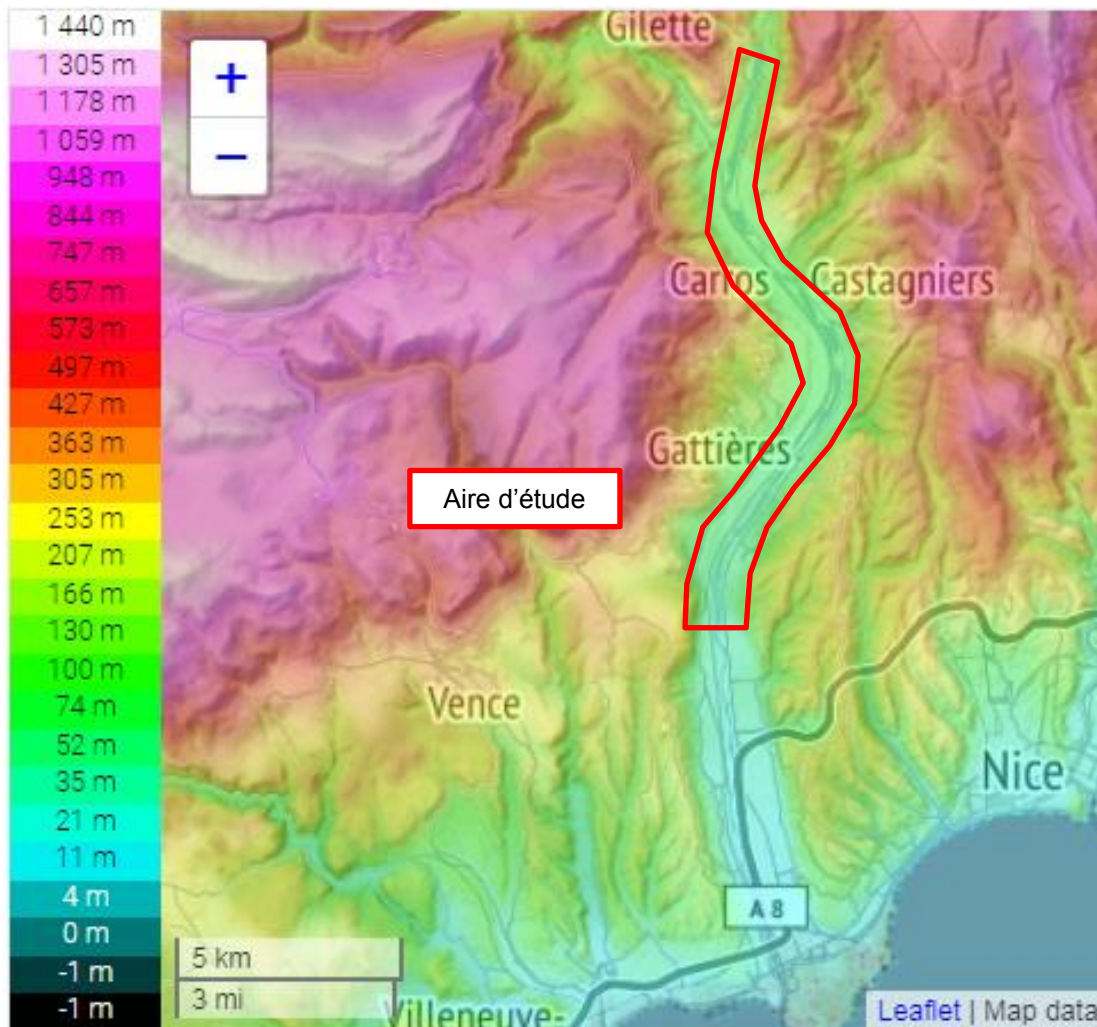 1 440 m
1 305 m
1 178 m
1 059 m
948 m
844 m
747 m
657 m
573 m
497 m
427 m
363 m
305 m
253 m
207 m
166 m
130 m
100 m
74 m
52 m
35 m
21 m
11 m
4 m
0 m
-1 m
-1 m
+
−
Gilette
Carros
Castagniers
Gattières
Aire d’étude
Vence
Nice
A 8
5 km
3 mi
Villeneuve-
Leaflet | Map data